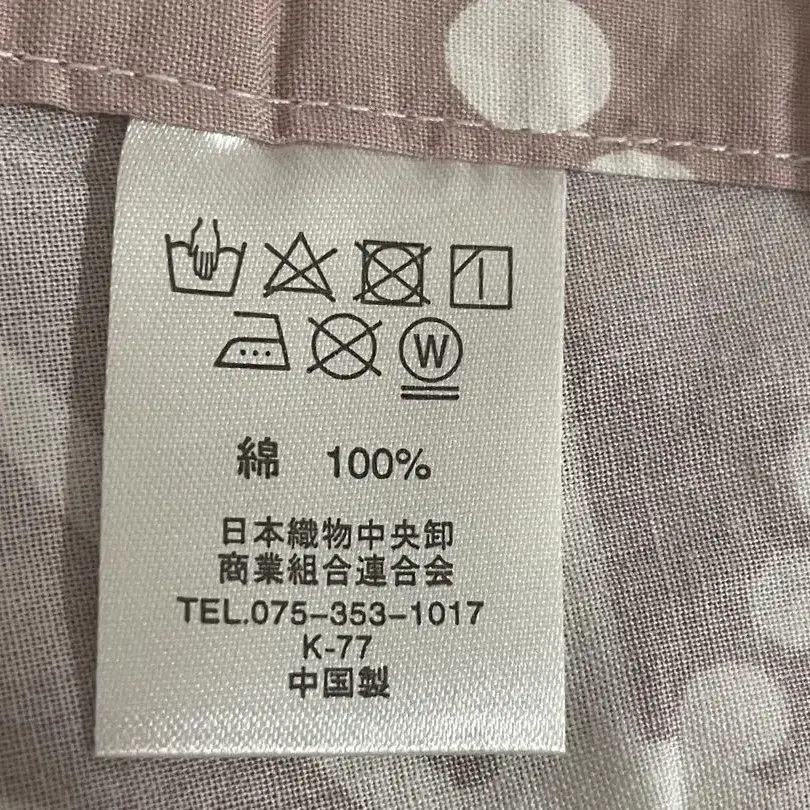 W
綿 100%
日本織物中央卸
商業組合連合会
TEL.075-353-1017
K-77
中国製